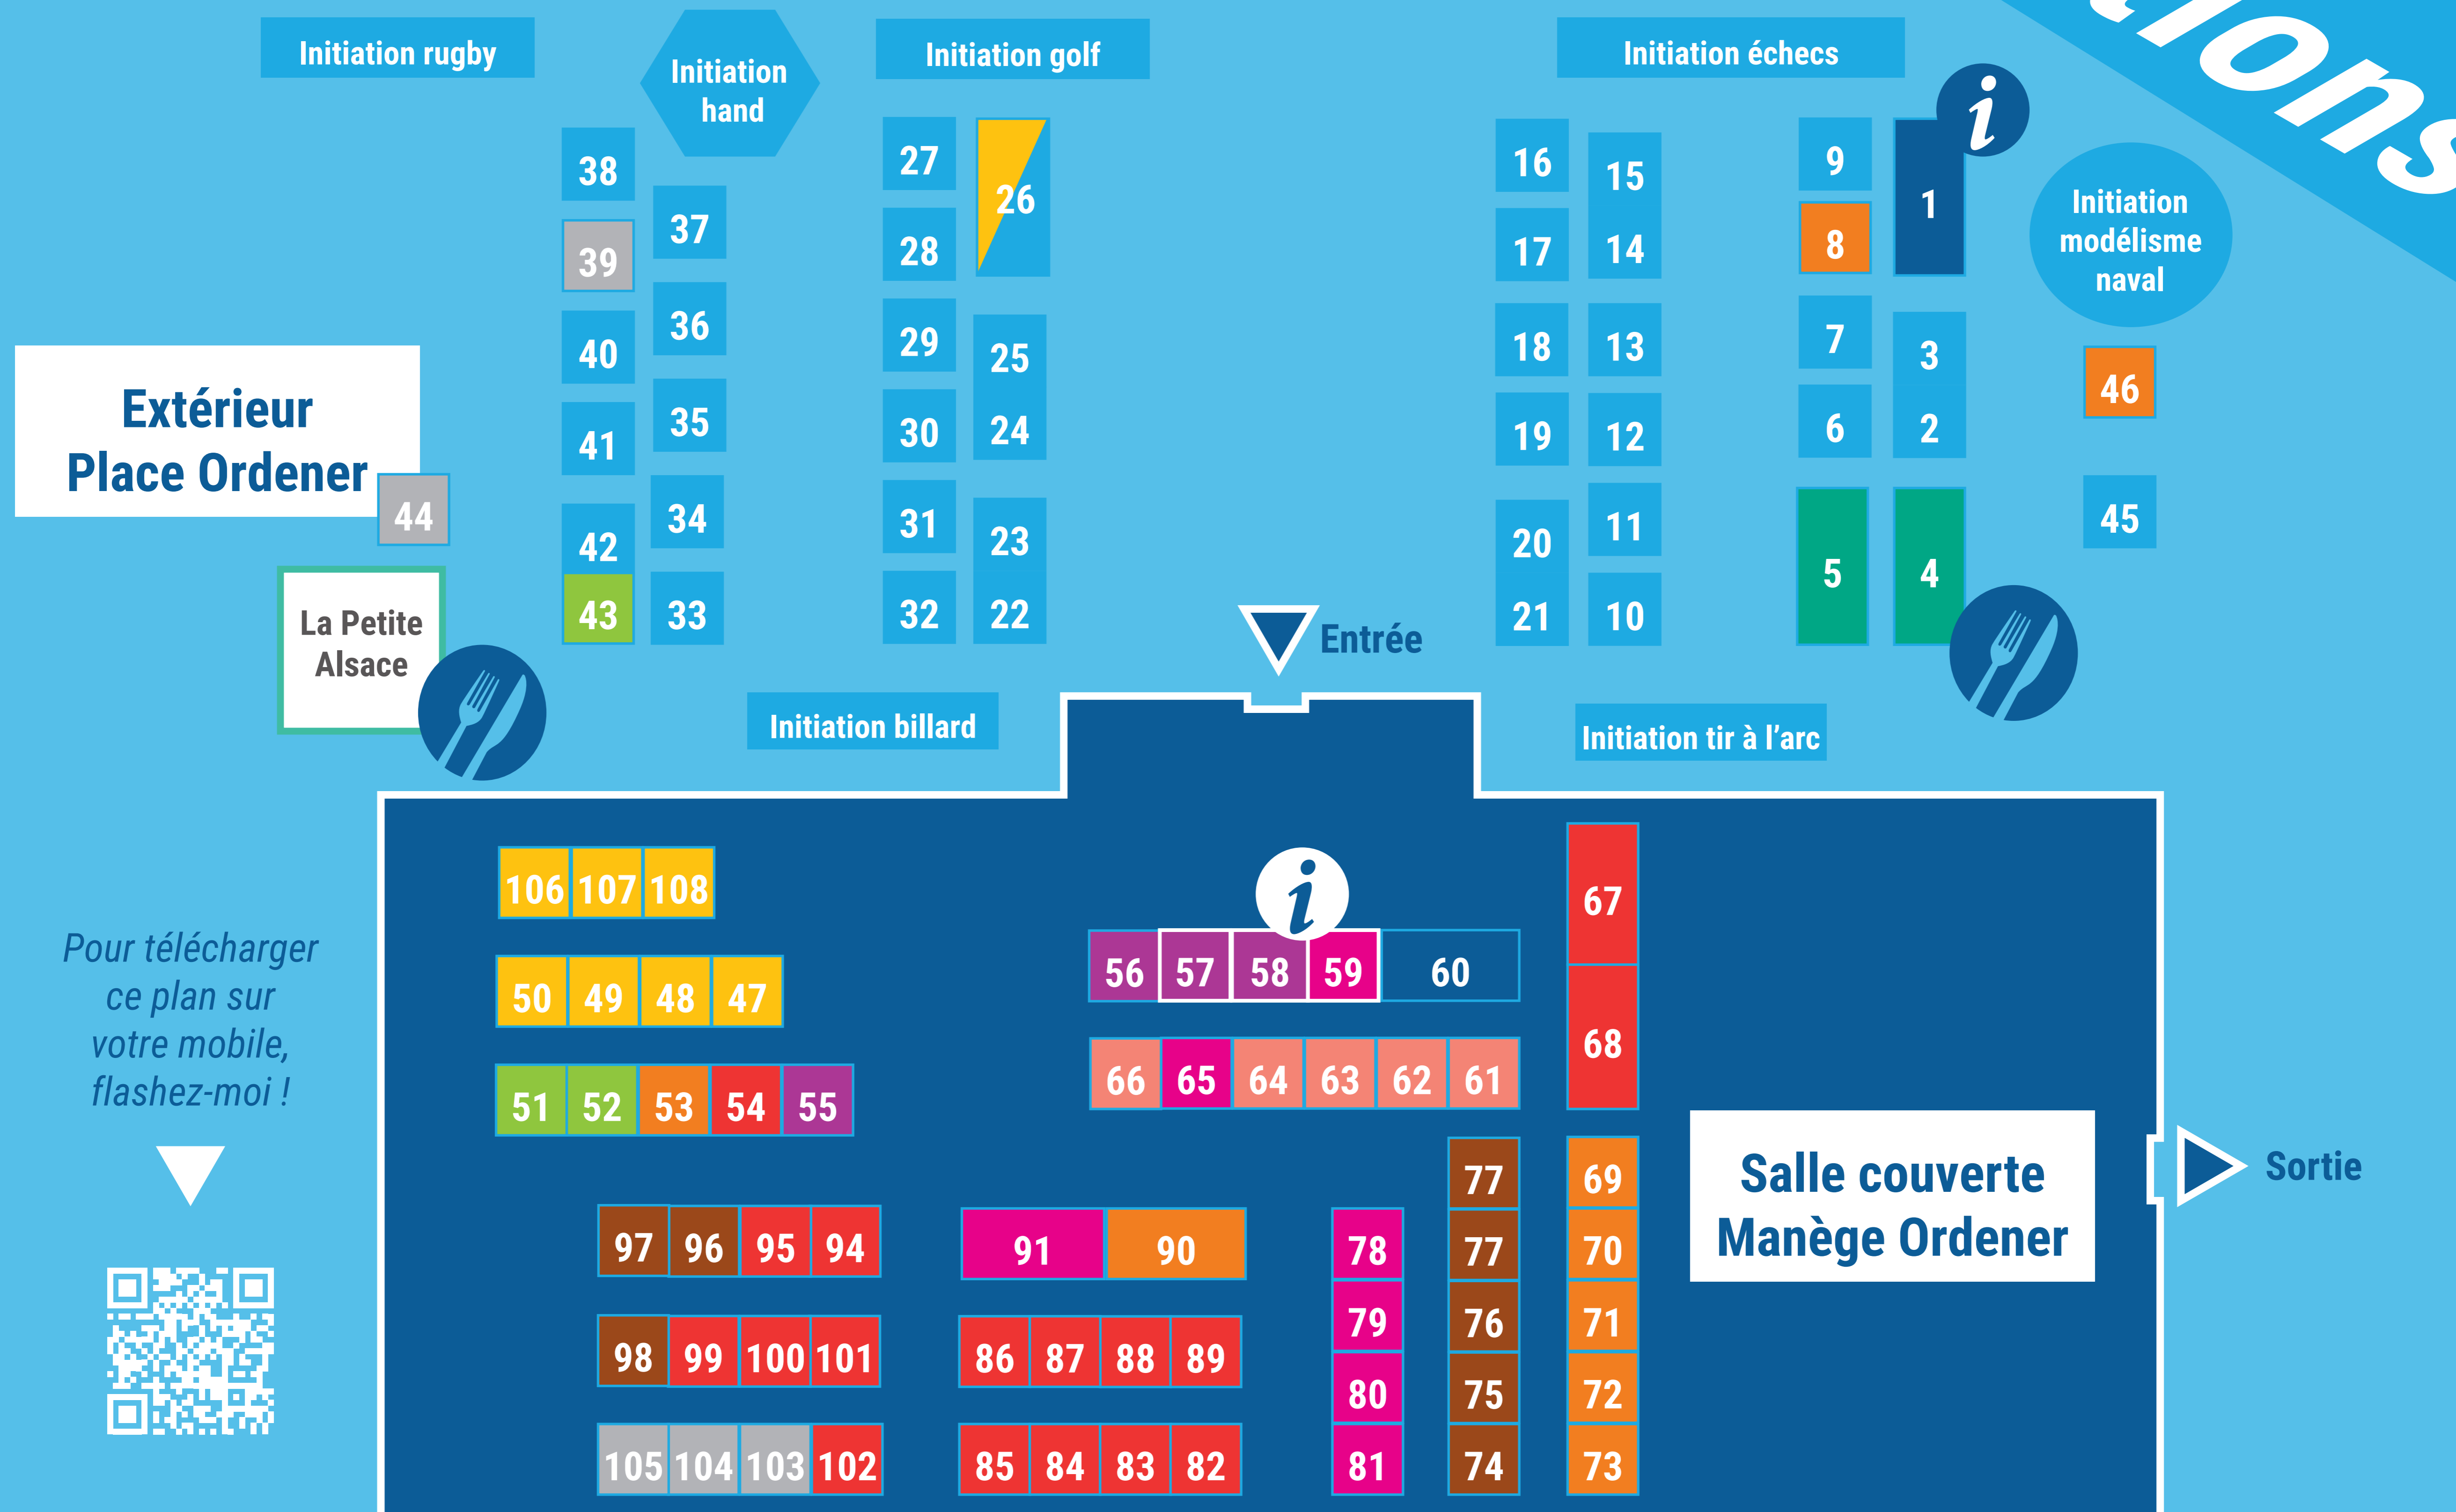 tions
Initiation rugby
Initiation
hand
Initiation golf
Initiation échecs
i
Initiation
modélisme
naval
38
39
40
41
42
43
37
36
35
34
33
27
28
29
30
31
32
26
25
24
23
22
16
17
18
19
20
21
15
14
13
12
11
10
9
8
7
6
5
1
3
2
4
46
45
Extérieur
Place Ordener
44
La Petite
Alsace
Entrée
Initiation billard
Initiation tir à l’arc
106 107 108
50 49 48 47
51 52 53 54 55
i
56 57 58 59 60
66 65 64 63 62 61
67
68
97 96 95 94
98 99 100 101
105 104 103 102
91 90
86 87 88 89
85 84 83 82
78
79
80
81
77
77
76
75
74
69
70
71
72
73
Salle couverte
Manège Ordener
Sortie
Pour télécharger
ce plan sur
votre mobile,
flashez-moi !